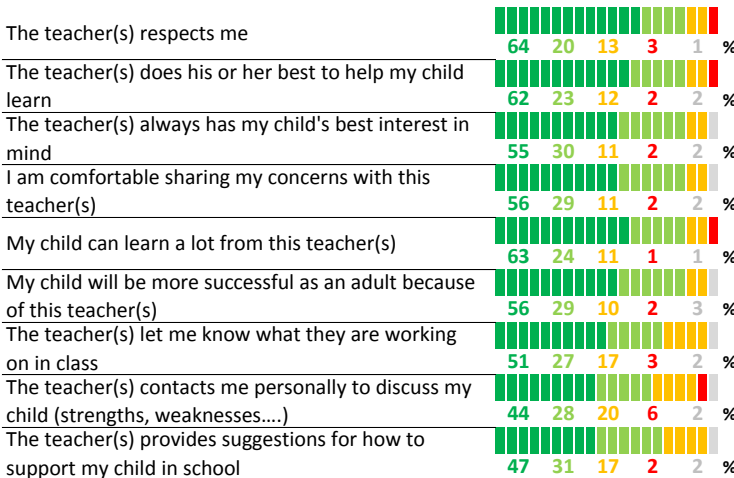 The teacher(s) respects me
64 20 13 3 1 %
The teacher(s) does his or her best to help my child
learn
62 23 12 2 2 %
The teacher(s) always has my child's best interest in
mind
55 30 11 2 2 %
I am comfortable sharing my concerns with this
teacher(s)
56 29 11 2 2 %
My child can learn a lot from this teacher(s)
63 24 11 1 1 %
My child will be more successful as an adult because
of this teacher(s)
56 29 10 2 3 %
The teacher(s) let me know what they are working
on in class
51 27 17 3 2 %
The teacher(s) contacts me personally to discuss my
child (strengths, weaknesses....)
44 28 20 6 2 %
The teacher(s) provides suggestions for how to
support my child in school
47 31 17 2 2 %